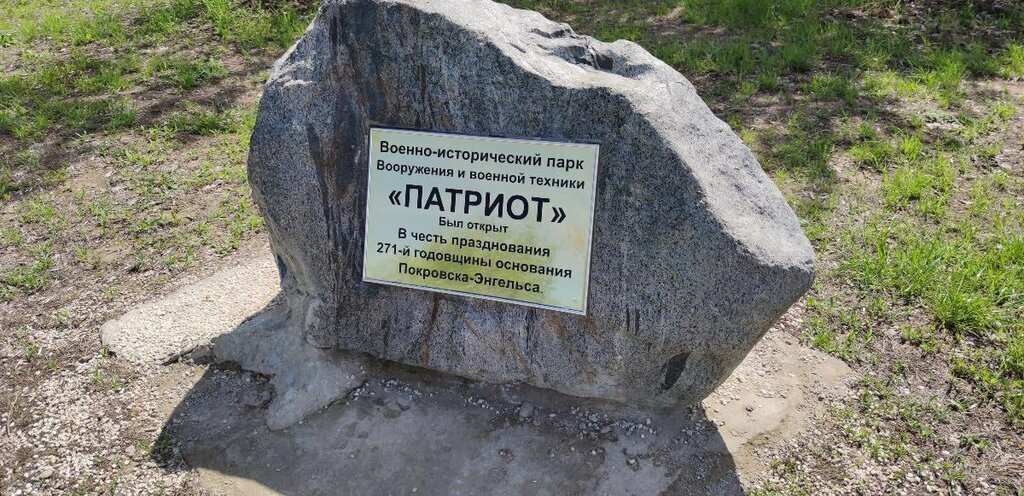 Военно-исторический парк
Вооружения и военной техники
«ПАТРИОТ»
Был открыт
В честь празднования
271-й годовщины основания
Покровска-Энгельса.